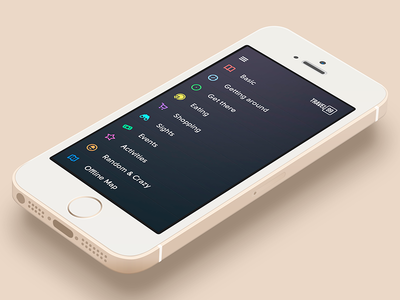 TRAVEL
Basic
Getting around
Get there
Eating
Shopping
Sights
Events
Activities
Random & Crazy
Offline Map